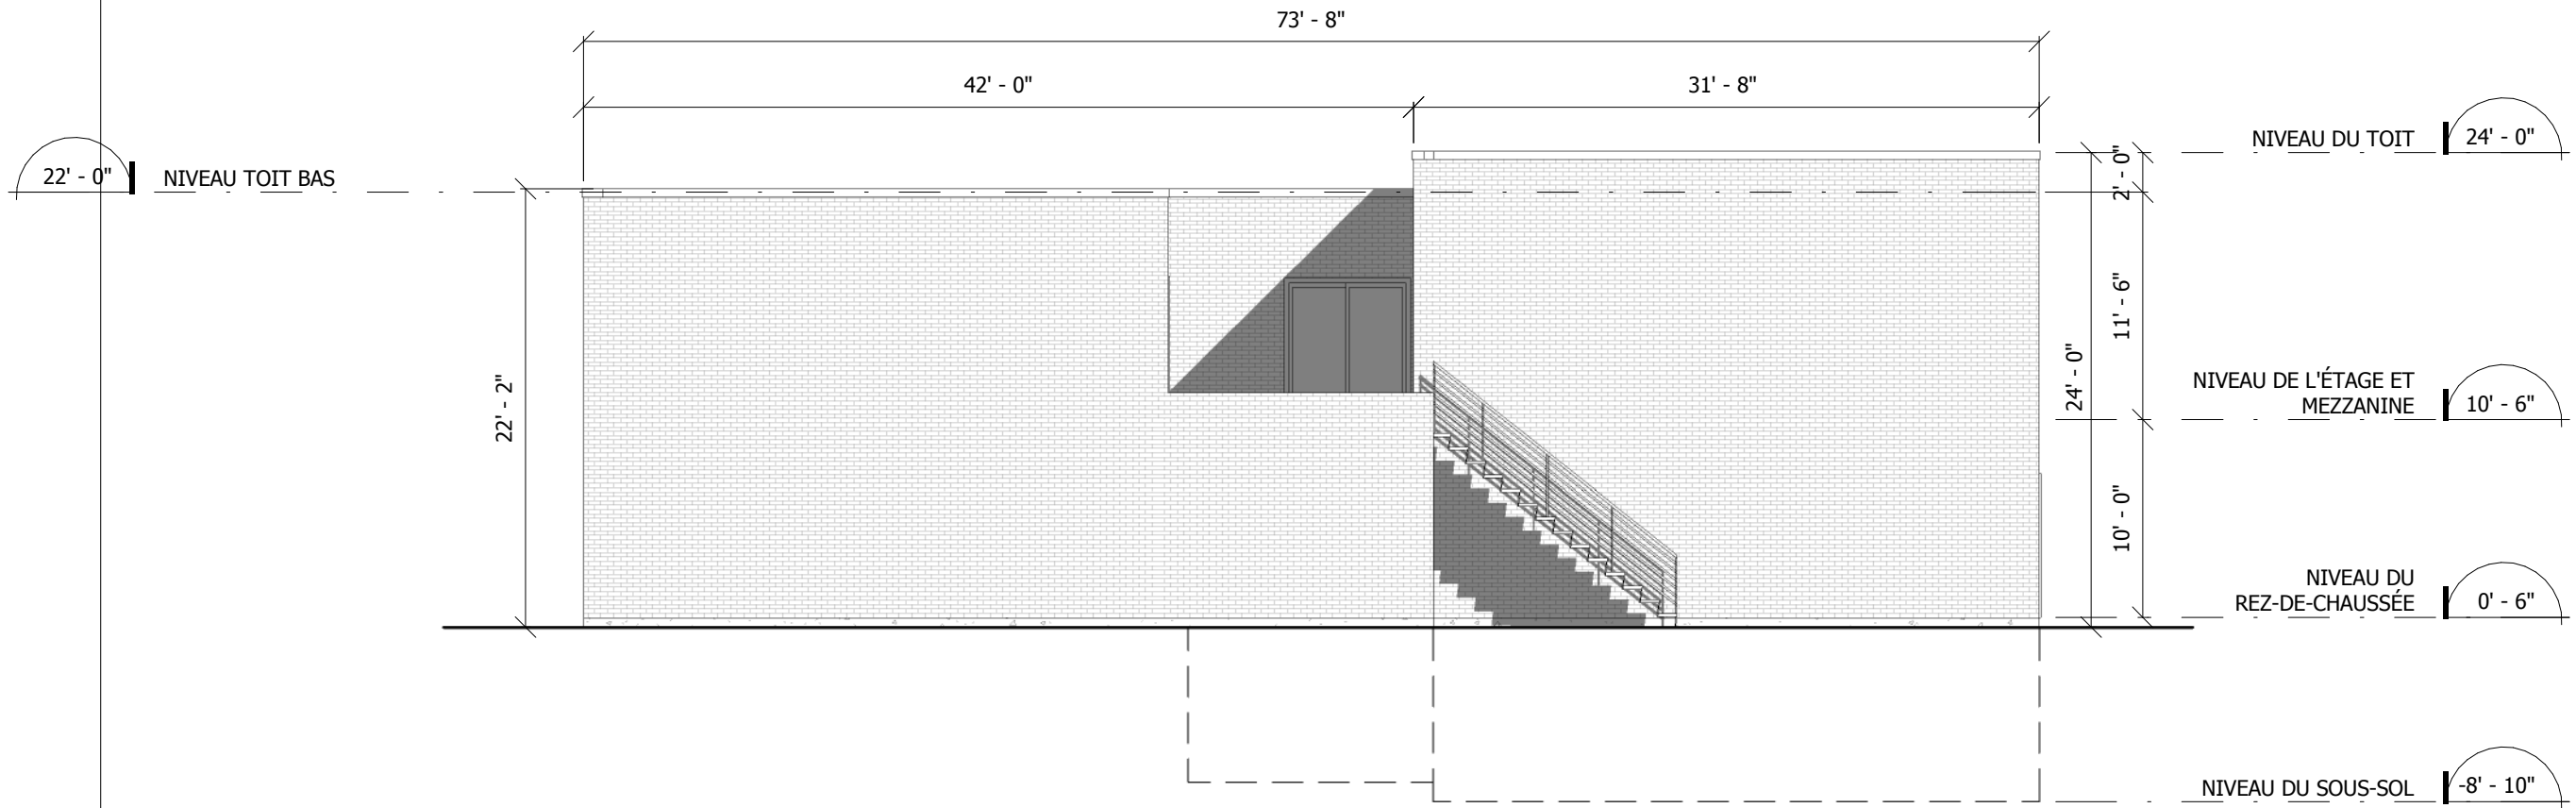 73' - 8"
42' - 0"
31' - 8"
22' - 0"
NIVEAU TOIT BAS
NIVEAU DU TOIT
24' - 0"
2' - 0"
11' - 6"
24' - 0"
22' - 2"
NIVEAU DE L'ÉTAGE ET
MEZZANINE
10' - 6"
10' - 0"
NIVEAU DU
REZ-DE-CHAUSSÉE
0' - 6"
NIVEAU DU SOUS-SOL
-8' - 10"